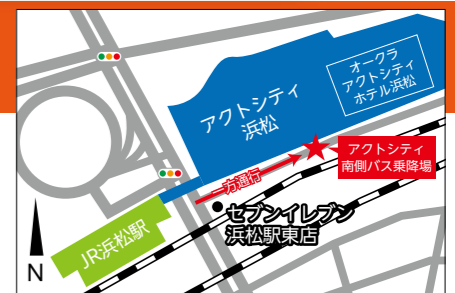 オークラ
アクトシティ
ホテル浜松
アクトシティ
浜松
アクトシティ
南側バス乗降場
一方通行
セブンイレブン
浜松駅東店
JR浜松駅
N